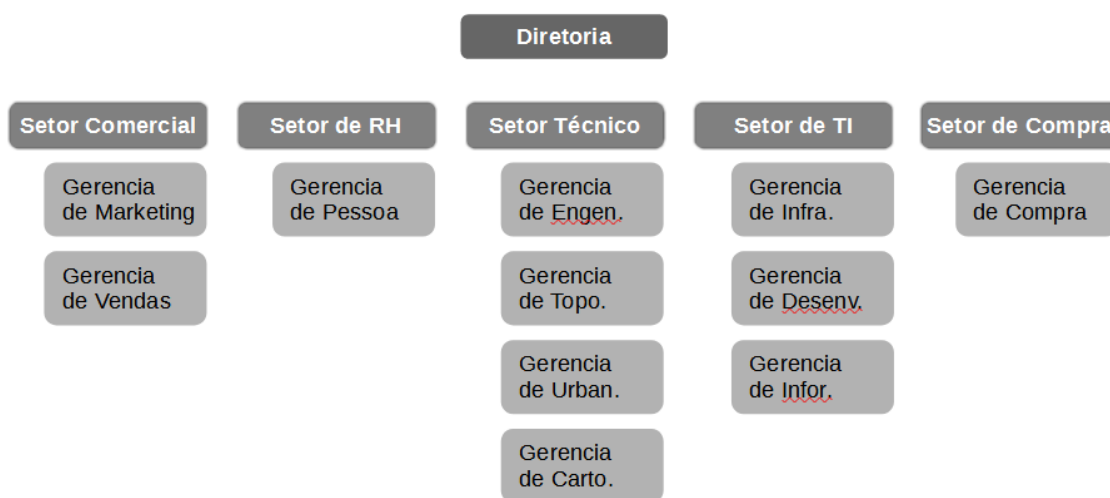 Diretoria
Setor Comercial
Gerencia
de Marketing
Gerencia
de Vendas
Setor de RH
Gerencia
de Pessoa
Setor Técnico
Gerencia
de Engen.
Gerencia
de Topo.
Gerencia
de Urban.
Gerencia
de Carto.
Setor de TI
Gerencia
de Infra.
Gerencia
de Desenv.
Gerencia
de Infor.
Setor de Compra
Gerencia
de Compra